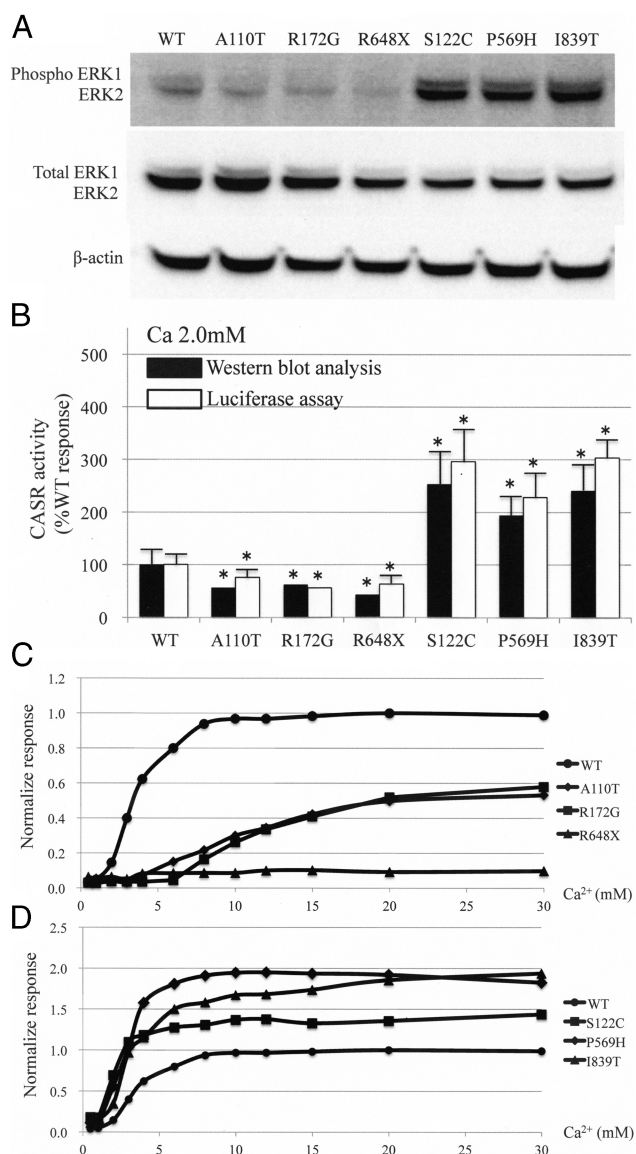 A
WT A110T R172G R648X S122C P569H I839T
Phospho ERK1
ERK2
Total ERK1
ERK2
β-actin
B
Ca 2.0mM
Western blot analysis
Luciferase assay
CASR activity
(%WT response)
500
400
300
200
100
0
* * * * * * * * * * * *
WT A110T R172G R648X S122C P569H I839T
C
Normalize response
1.2
1.0
0.8
0.6
0.4
0.2
0.0
0 5 10 15 20 25 30 Ca²⁺ (mM)
WT
A110T
R172G
R648X
D
Normalize response
2.5
2.0
1.5
1.0
0.5
0.0
0 5 10 15 20 25 30 Ca²⁺ (mM)
WT
S122C
P569H
I839T